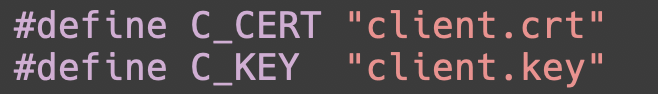 #define C_CERT "client.crt"
#define C_KEY  "client.key"